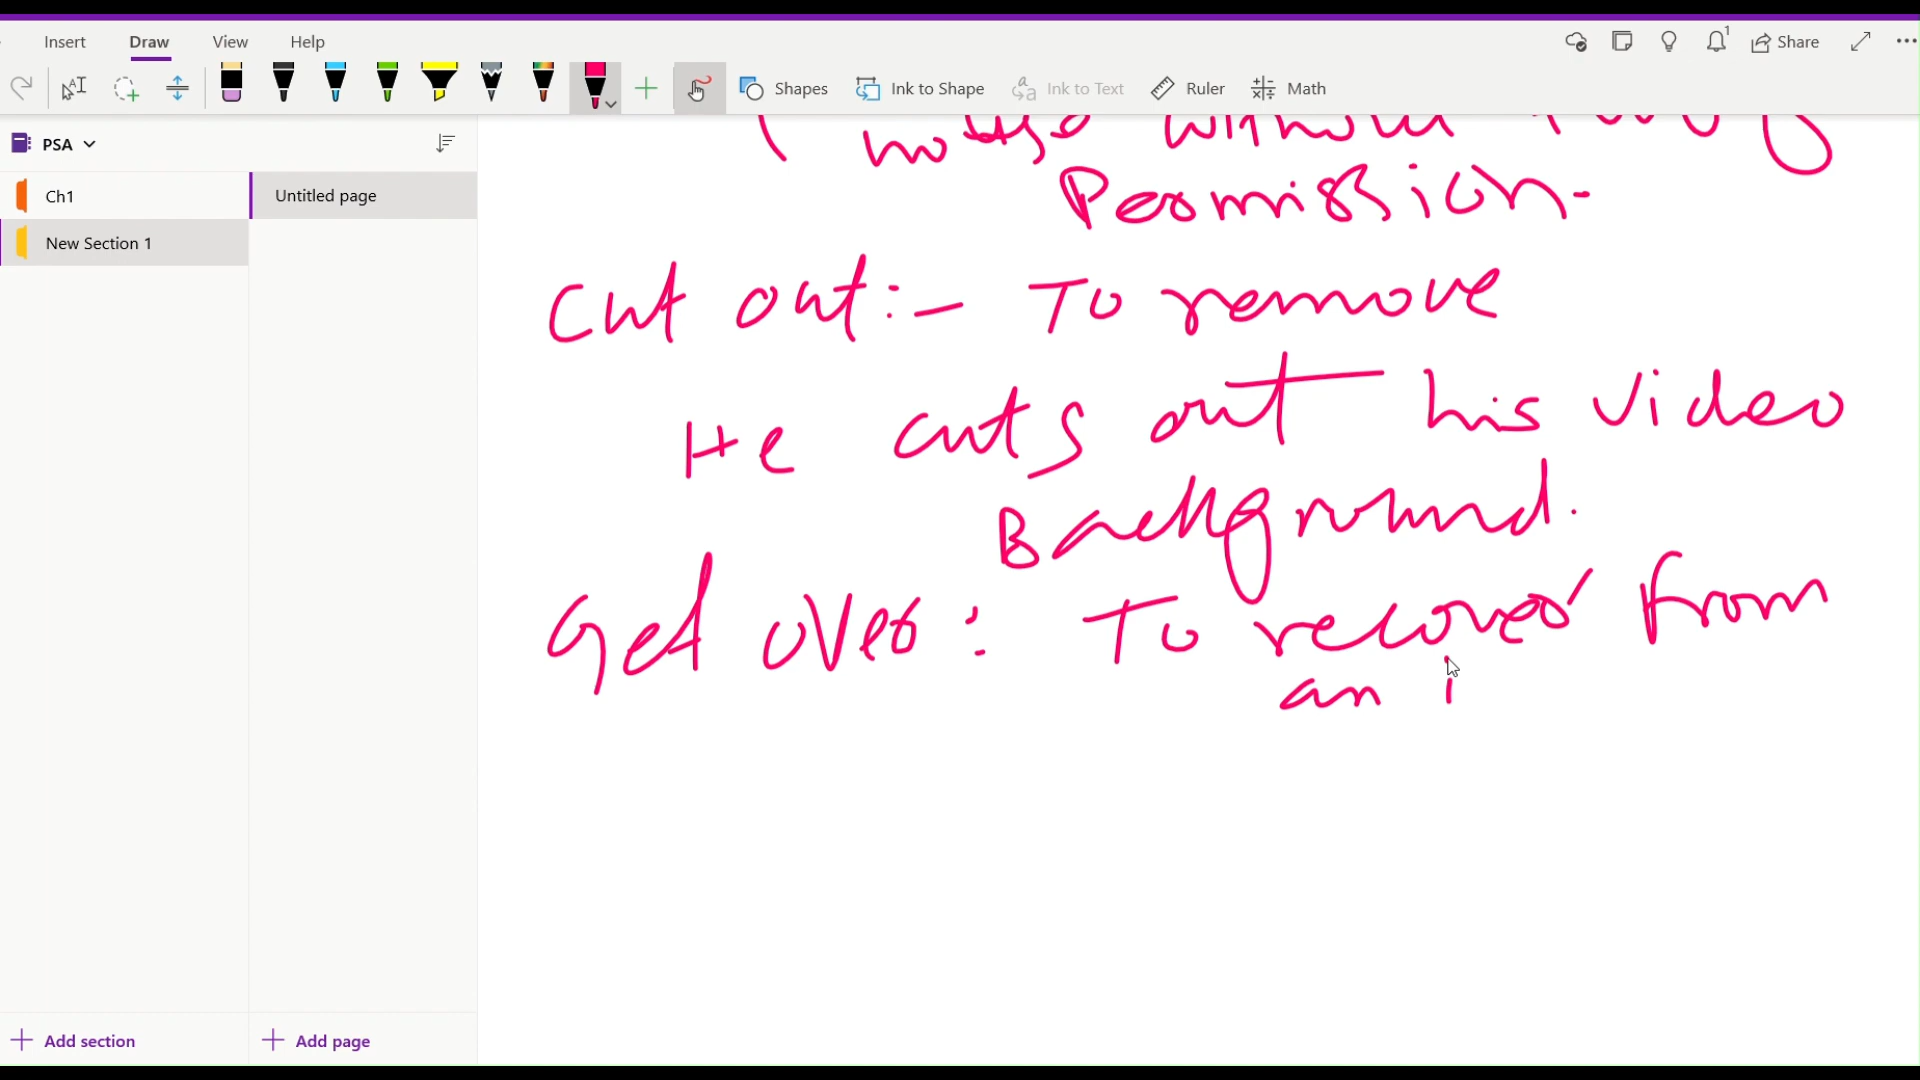 Insert Draw View Help Share
Shapes Ink to Shape Ink to Text Ruler Math
PSA
Ch1 Untitled page
New Section 1
house without
Permission.
Cut out :- To remove
He cuts out his video
Background.
Get over : To recover from
an i
Add section Add page